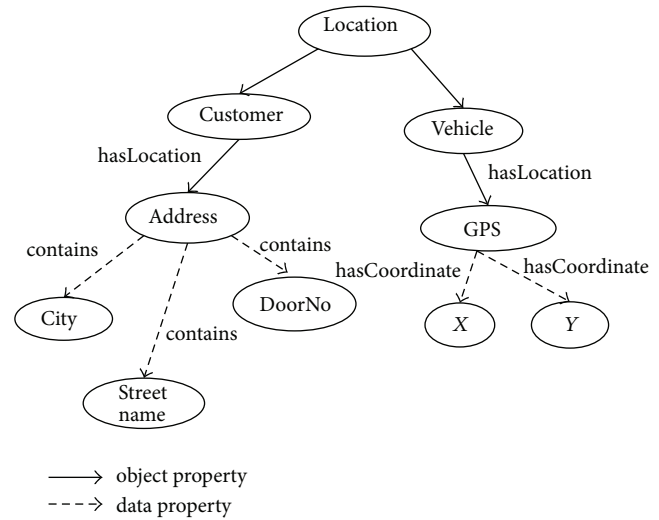 Location
Customer
Vehicle
hasLocation
hasLocation
Address
GPS
contains
contains
hasCoordinate
hasCoordinate
City
DoorNo
X
Y
contains
Street
name
object property
data property